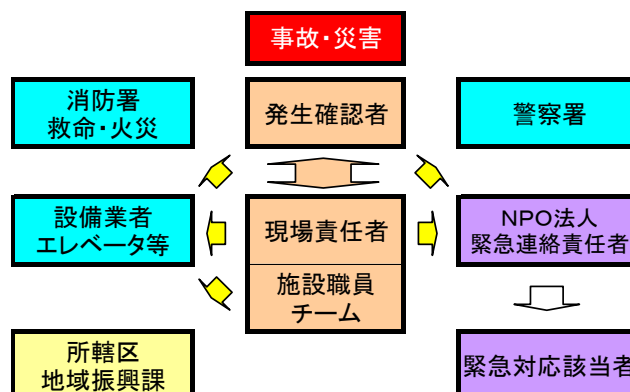 事故・災害
消防署
救命・火災
発生確認者
警察署
設備業者
エレベータ等
現場責任者
施設職員
チーム
NPO法人
緊急連絡責任者
所轄区
地域振興課
緊急対応該当者